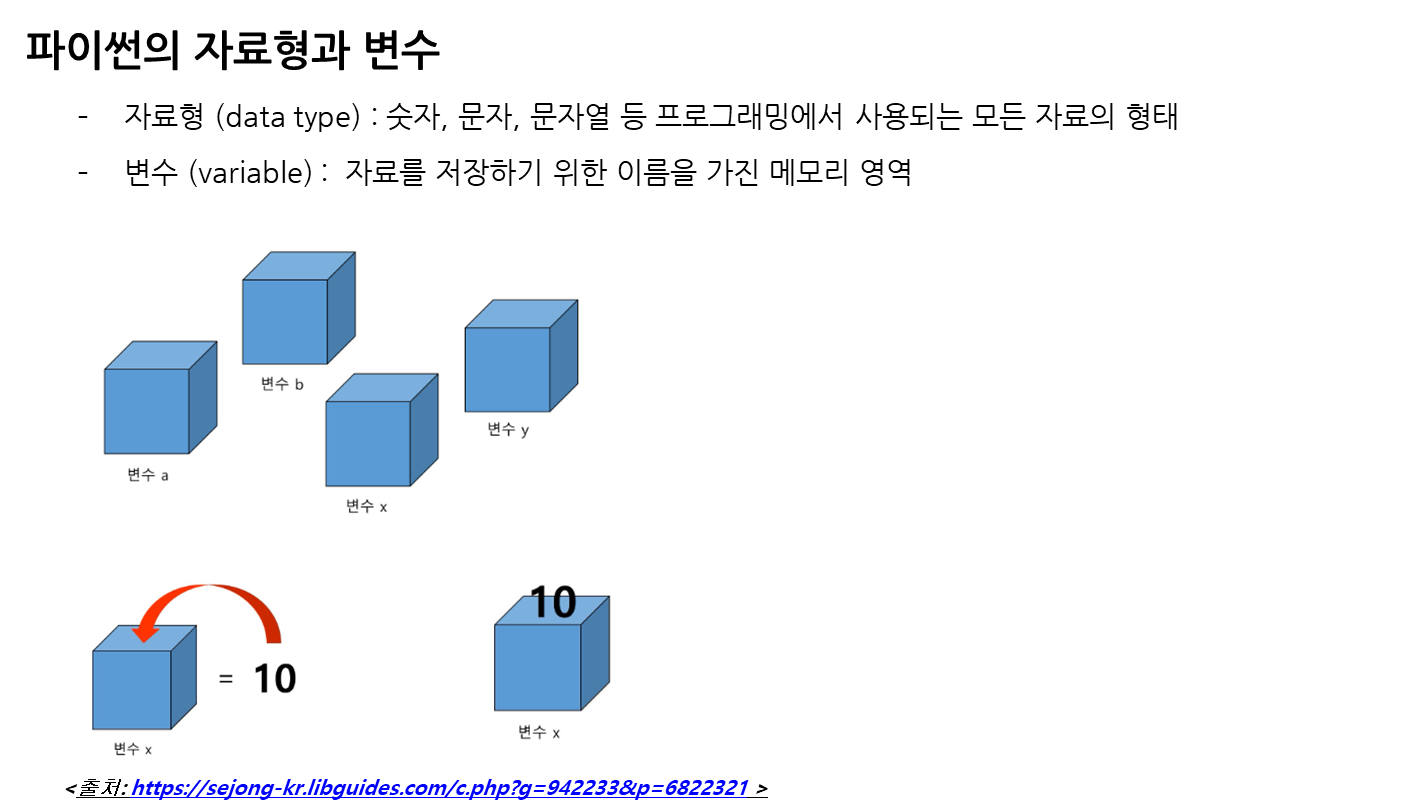 파이썬의 자료형과 변수
- 자료형 (data type) : 숫자, 문자, 문자열 등 프로그래밍에서 사용되는 모든 자료의 형태
- 변수 (variable) : 자료를 저장하기 위한 이름을 가진 메모리 영역
변수 b
변수 y
변수 a
변수 x
10
= 10
변수 x
변수 x
<출처: https://sejong-kr.libguides.com/c.php?g=942233&p=6822321 >